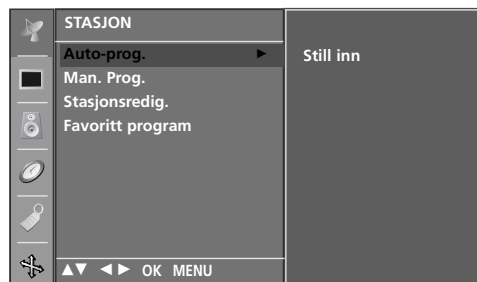 STASJON
Auto-prog. ►
Man. Prog.
Stasjonsredig.
Favoritt program
Still inn
▲▼ ◄► OK MENU